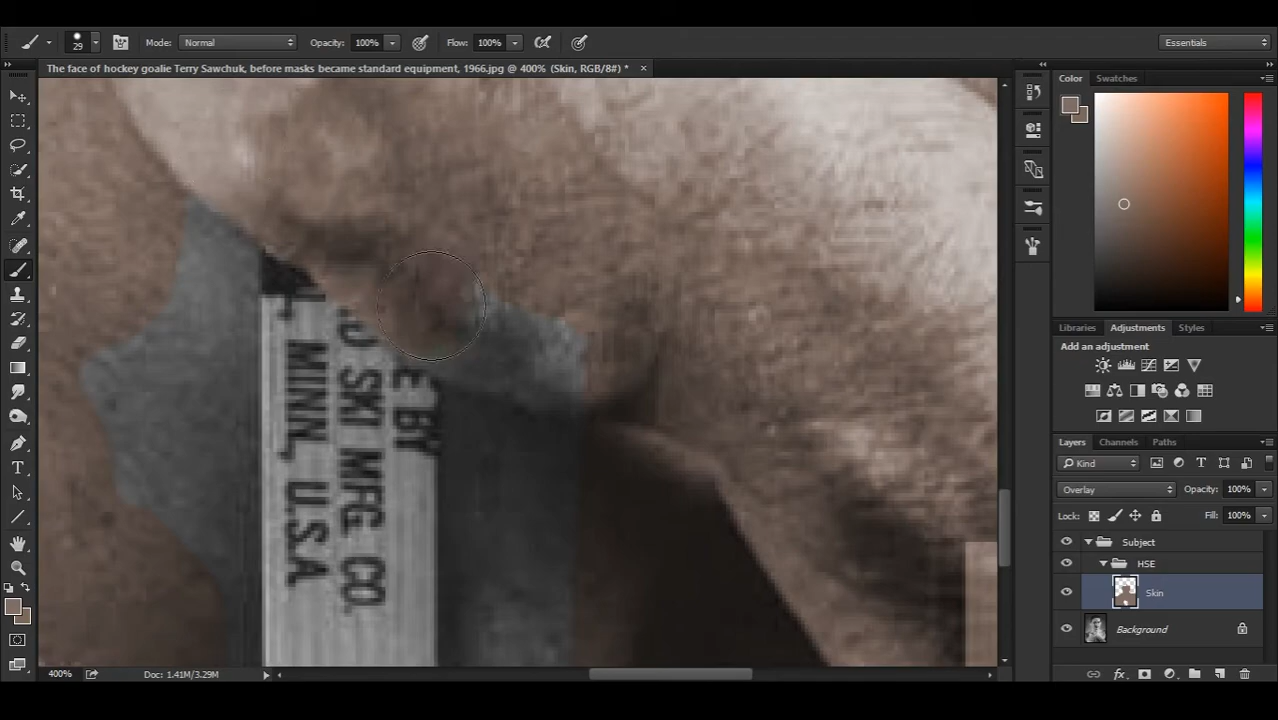 29
Mode:
Normal
Opacity:
100%
Flow:
100%
Essentials
The face of hockey goalie Terry Sawchuk, before masks became standard equipment, 1966.jpg @ 400% (Skin, RGB/8#) *
Color
Swatches
E BY
SKI MFG CO.
MINN., U.S.A
Libraries
Adjustments
Styles
Add an adjustment
Layers
Channels
Paths
Kind
Overlay
Opacity:
100%
Lock:
Fill:
100%
Subject
HSE
Skin
Background
400%
Doc: 1.41M/3.29M